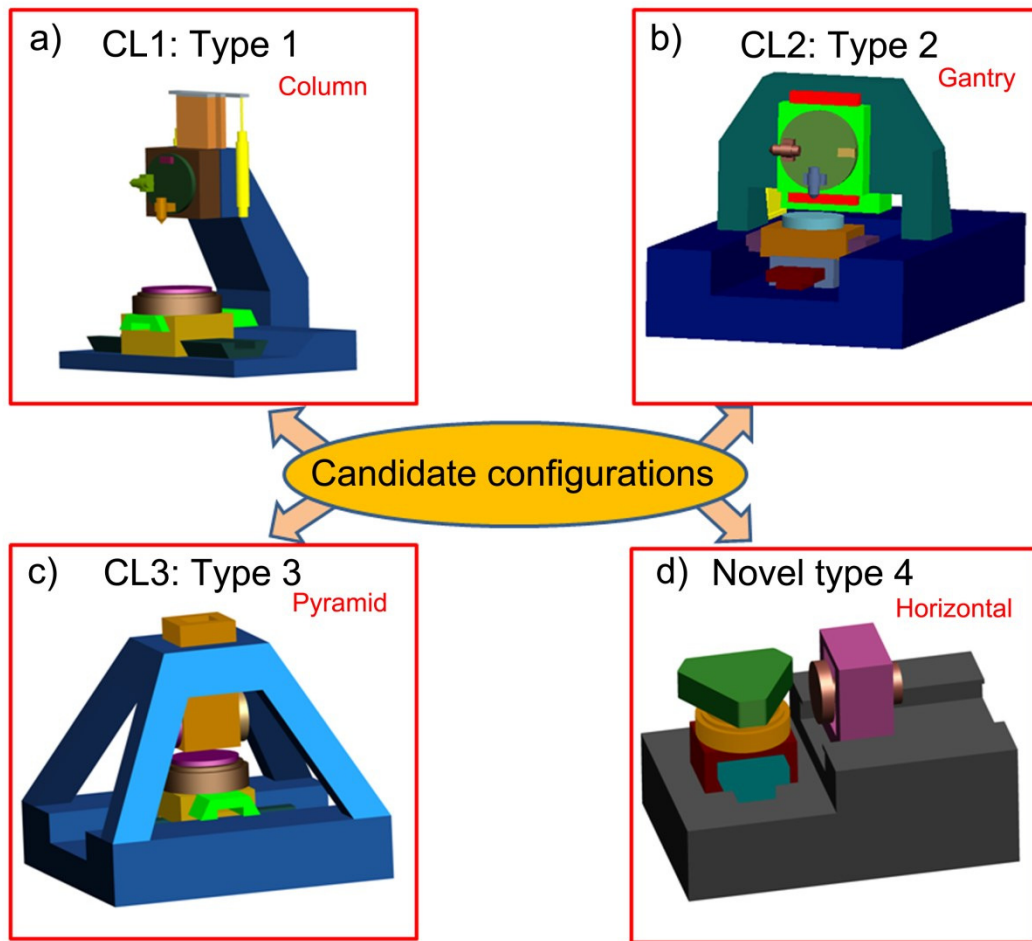 a) CL1: Type 1
Column
b) CL2: Type 2
Gantry
Candidate configurations
c) CL3: Type 3
Pyramid
d) Novel type 4
Horizontal